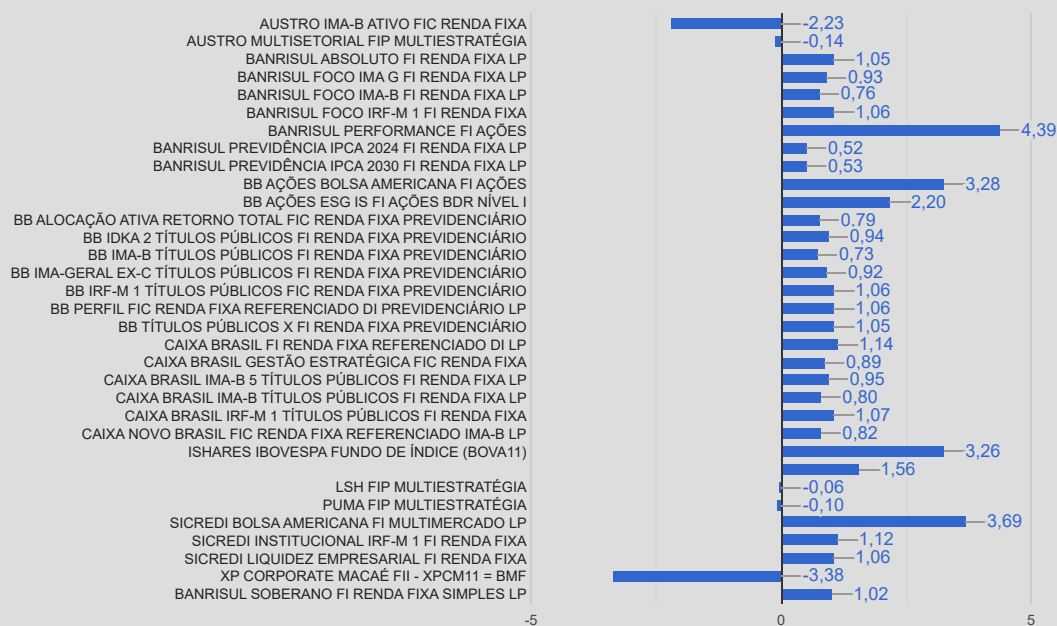 AUSTRO IMA-B ATIVO FIC RENDA FIXA -2,23
AUSTRO MULTISETORIAL FIP MULTIESTRATÉGIA -0,14
BANRISUL ABSOLUTO FI RENDA FIXA LP 1,05
BANRISUL FOCO IMA G FI RENDA FIXA LP 0,93
BANRISUL FOCO IMA-B FI RENDA FIXA LP 0,76
BANRISUL FOCO IRF-M 1 FI RENDA FIXA 1,06
BANRISUL PERFORMANCE FI AÇÕES 4,39
BANRISUL PREVIDÊNCIA IPCA 2024 FI RENDA FIXA LP 0,52
BANRISUL PREVIDÊNCIA IPCA 2030 FI RENDA FIXA LP 0,53
BB AÇÕES BOLSA AMERICANA FI AÇÕES 3,28
BB AÇÕES ESG IS FI AÇÕES BDR NÍVEL I 2,20
BB ALOCAÇÃO ATIVA RETORNO TOTAL FIC RENDA FIXA PREVIDENCIÁRIO 0,79
BB IDKA 2 TÍTULOS PÚBLICOS FI RENDA FIXA PREVIDENCIÁRIO 0,94
BB IMA-B TÍTULOS PÚBLICOS FI RENDA FIXA PREVIDENCIÁRIO 0,73
BB IMA-GERAL EX-C TÍTULOS PÚBLICOS FI RENDA FIXA PREVIDENCIÁRIO 0,92
BB IRF-M 1 TÍTULOS PÚBLICOS FIC RENDA FIXA PREVIDENCIÁRIO 1,06
BB PERFIL FIC RENDA FIXA REFERENCIADO DI PREVIDENCIÁRIO LP 1,06
BB TÍTULOS PÚBLICOS X FI RENDA FIXA PREVIDENCIÁRIO 1,05
CAIXA BRASIL FI RENDA FIXA REFERENCIADO DI LP 1,14
CAIXA BRASIL GESTÃO ESTRATÉGICA FIC RENDA FIXA 0,89
CAIXA BRASIL IMA-B 5 TÍTULOS PÚBLICOS FI RENDA FIXA LP 0,95
CAIXA BRASIL IMA-B TÍTULOS PÚBLICOS FI RENDA FIXA LP 0,80
CAIXA BRASIL IRF-M 1 TÍTULOS PÚBLICOS FI RENDA FIXA 1,07
CAIXA NOVO BRASIL FIC RENDA FIXA REFERENCIADO IMA-B LP 0,82
ISHARES IBOVESPA FUNDO DE ÍNDICE (BOVA11) 3,26
1,56
LSH FIP MULTIESTRATÉGIA -0,06
PUMA FIP MULTIESTRATÉGIA -0,10
SICREDI BOLSA AMERICANA FI MULTIMERCADO LP 3,69
SICREDI INSTITUCIONAL IRF-M 1 FI RENDA FIXA 1,12
SICREDI LIQUIDEZ EMPRESARIAL FI RENDA FIXA 1,06
XP CORPORATE MACAÉ FII - XPCM11 = BMF -3,38
BANRISUL SOBERANO FI RENDA FIXA SIMPLES LP 1,02
-5 0 5